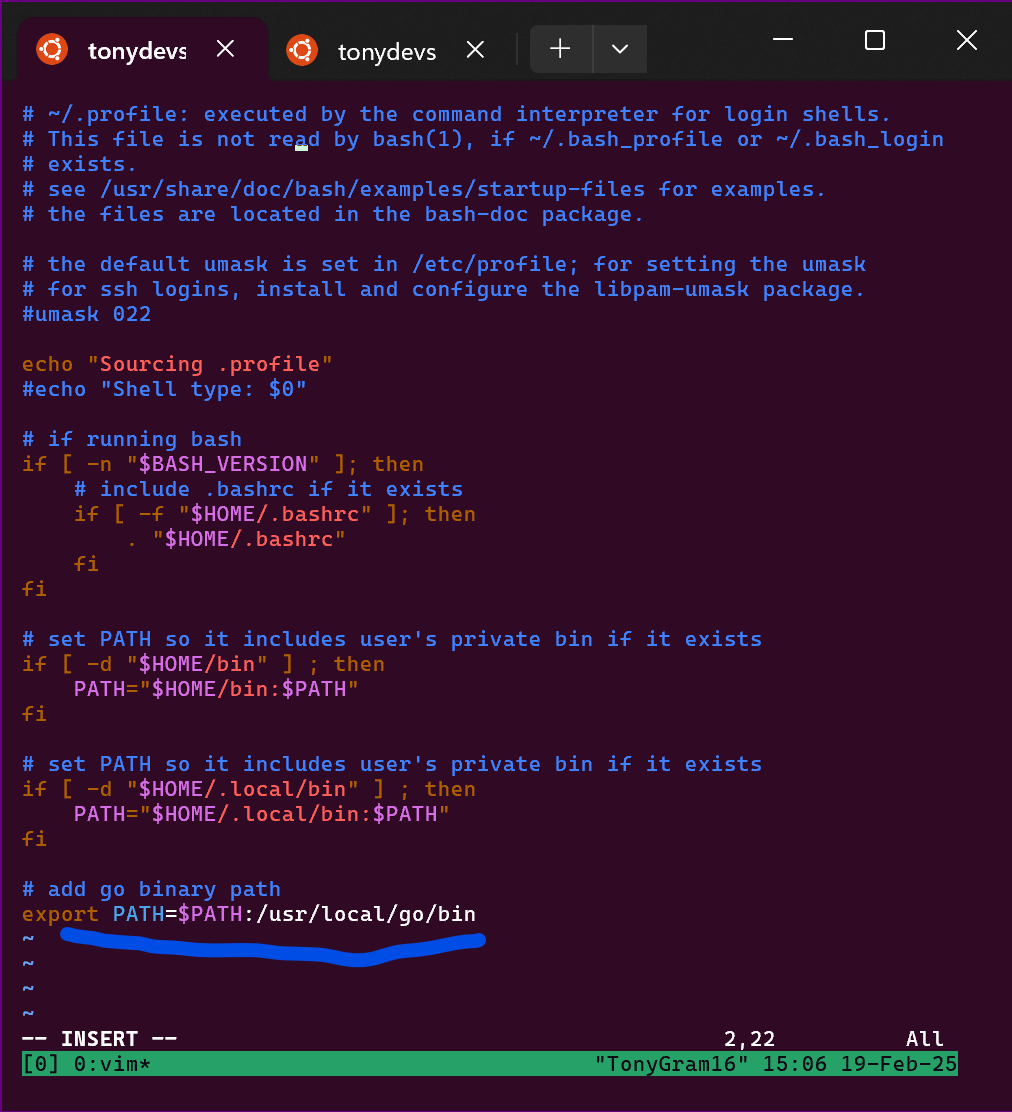 tonydevs
tonydevs
# ~/.profile: executed by the command interpreter for login shells.
# This file is not read by bash(1), if ~/.bash_profile or ~/.bash_login
# exists.
# see /usr/share/doc/bash/examples/startup-files for examples.
# the files are located in the bash-doc package.

# the default umask is set in /etc/profile; for setting the umask
# for ssh logins, install and configure the libpam-umask package.
#umask 022

echo "Sourcing .profile"
#echo "Shell type: $0"

# if running bash
if [ -n "$BASH_VERSION" ]; then
    # include .bashrc if it exists
    if [ -f "$HOME/.bashrc" ]; then
        . "$HOME/.bashrc"
    fi
fi

# set PATH so it includes user's private bin if it exists
if [ -d "$HOME/bin" ] ; then
    PATH="$HOME/bin:$PATH"
fi

# set PATH so it includes user's private bin if it exists
if [ -d "$HOME/.local/bin" ] ; then
    PATH="$HOME/.local/bin:$PATH"
fi

# add go binary path
export PATH=$PATH:/usr/local/go/bin
~
~
~
~
-- INSERT -- 2,22 All
[0] 0:vim* "TonyGram16" 15:06 19-Feb-25